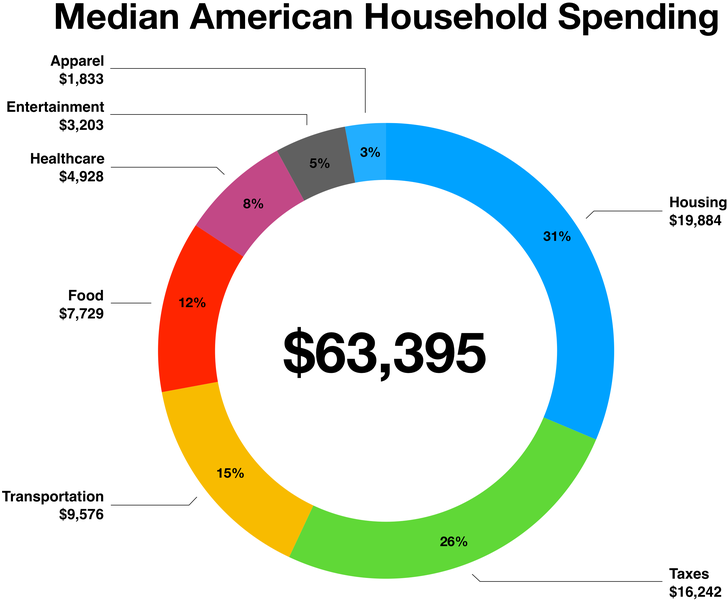 Median American Household Spending
Apparel
$1,833
Entertainment
$3,203
Healthcare
$4,928
Food
$7,729
Transportation
$9,576
Housing
$19,884
Taxes
$16,242
3%
5%
8%
12%
15%
26%
31%
$63,395